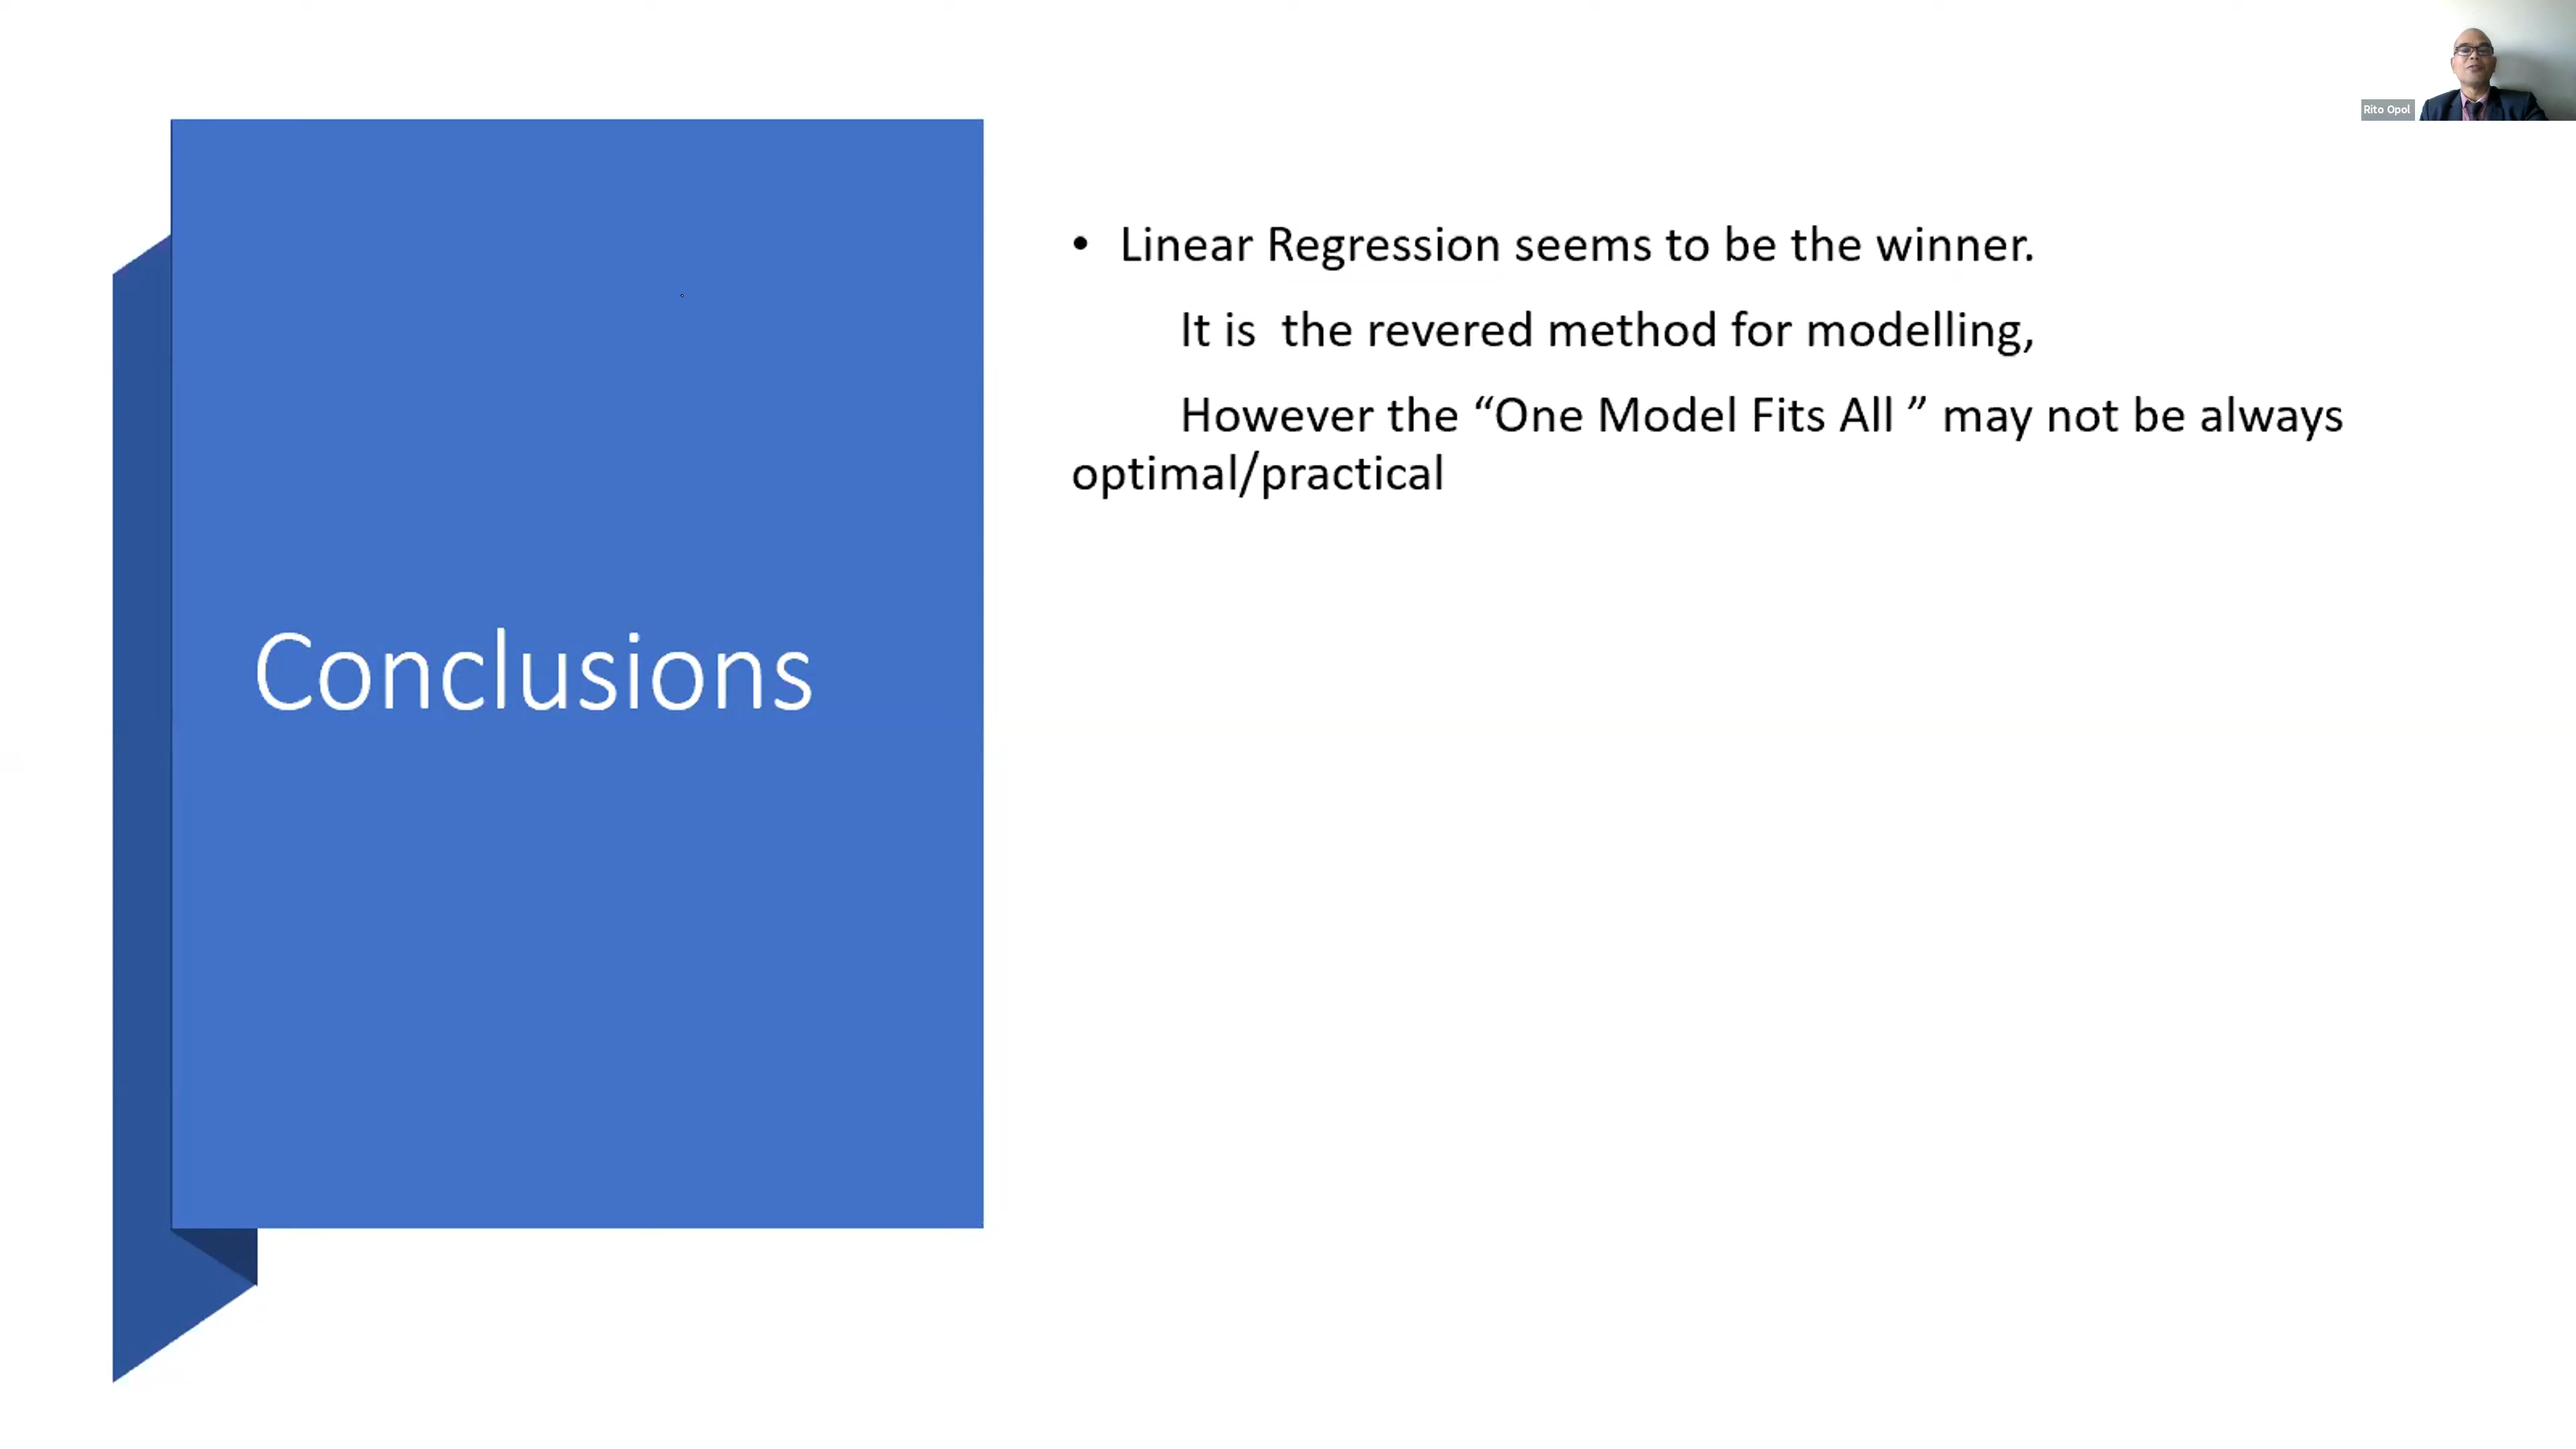 Rito Opol
Conclusions
• Linear Regression seems to be the winner.
It is  the revered method for modelling,
However the “One Model Fits All ” may not be always
optimal/practical